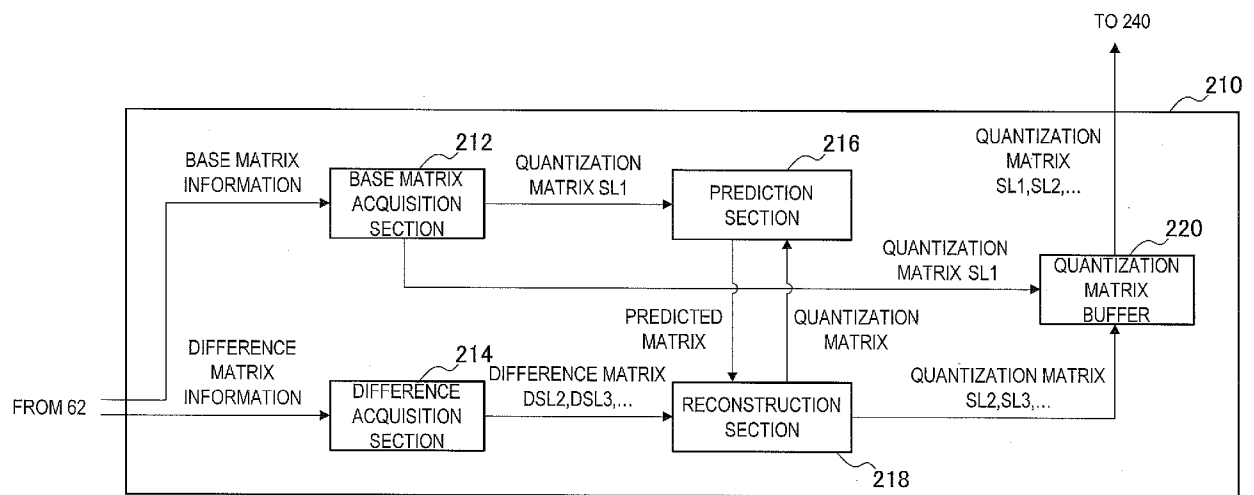 TO 240
210
BASE MATRIX
INFORMATION
212
BASE MATRIX
ACQUISITION
SECTION
QUANTIZATION
MATRIX SL1
216
PREDICTION
SECTION
QUANTIZATION
MATRIX
SL1,SL2,...
QUANTIZATION
MATRIX SL1
220
QUANTIZATION
MATRIX
BUFFER
PREDICTED
MATRIX
QUANTIZATION
MATRIX
DIFFERENCE
MATRIX
INFORMATION
FROM 62
214
DIFFERENCE
ACQUISITION
SECTION
DIFFERENCE MATRIX
DSL2,DSL3,...
RECONSTRUCTION
SECTION
218
QUANTIZATION MATRIX
SL2,SL3,...